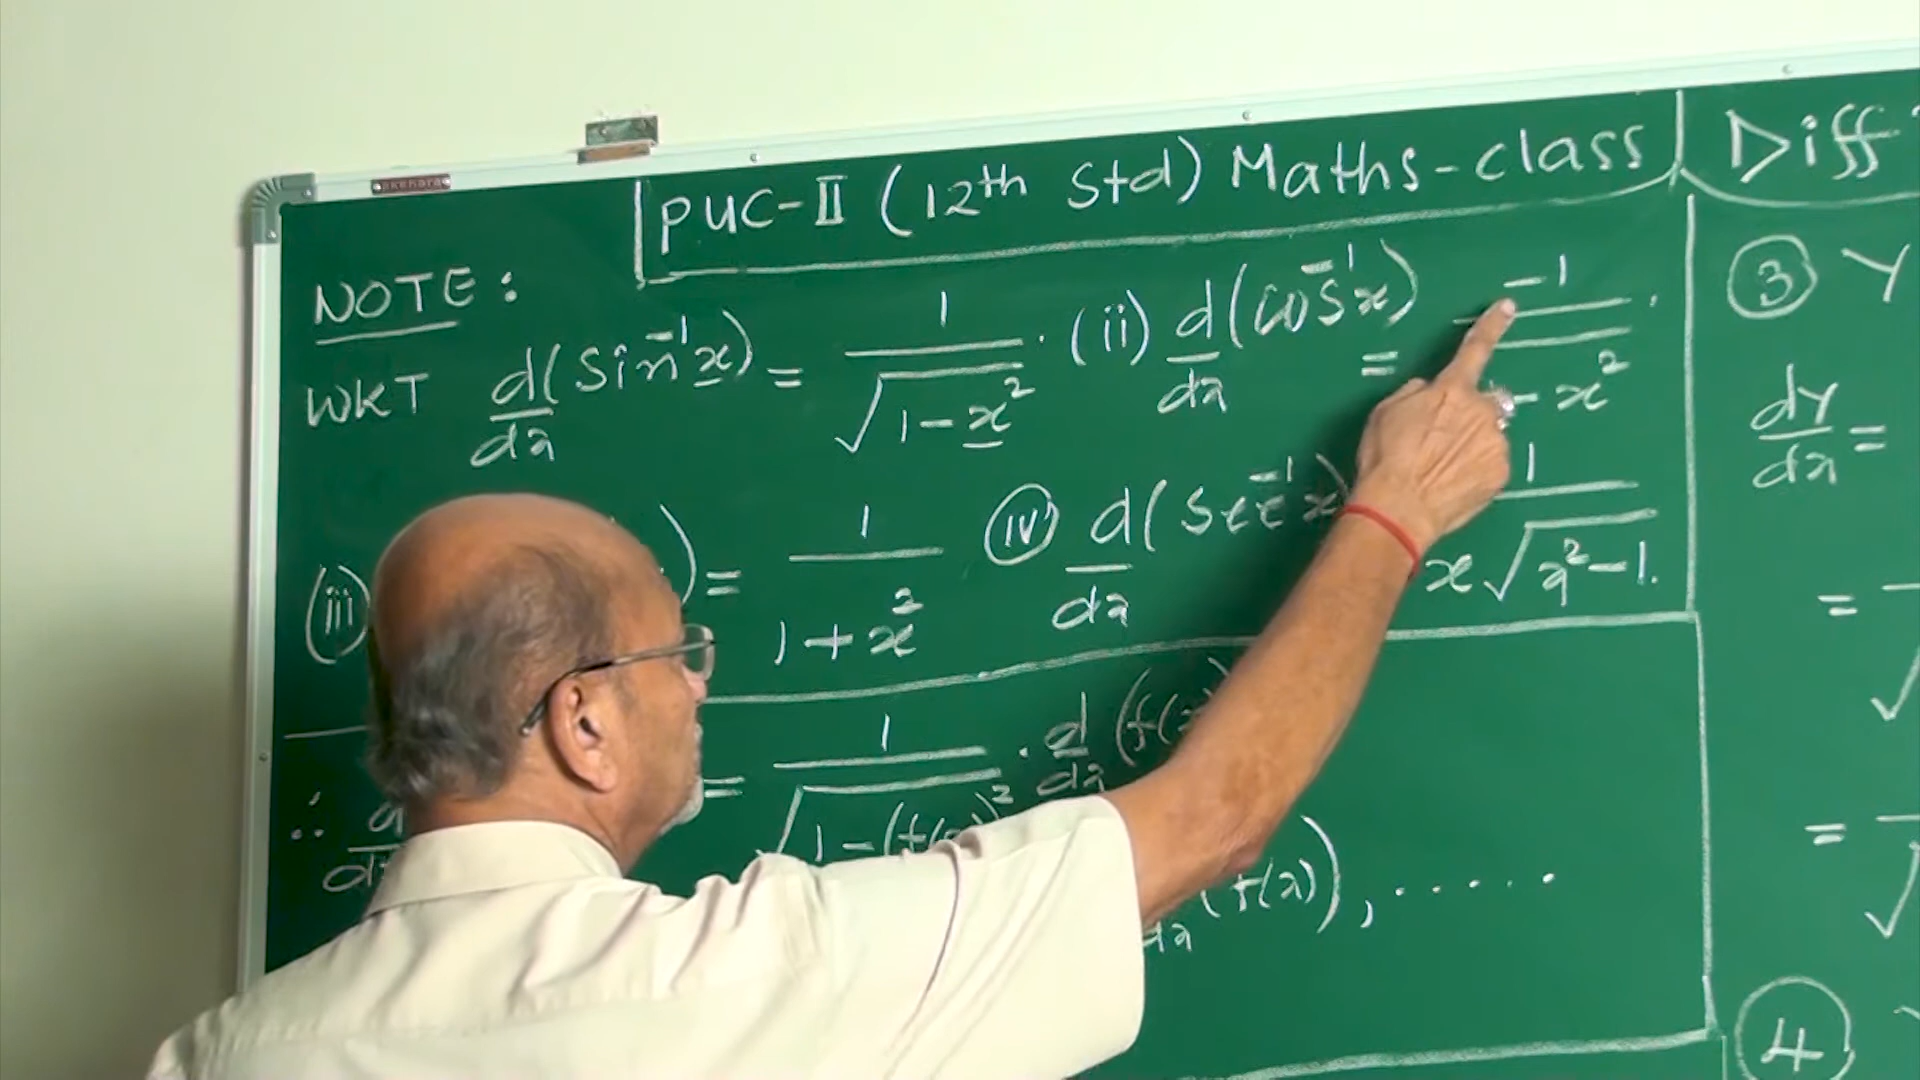 akenara
PUC-II (12th Std) Maths-class
Diff
NOTE:
WKT d/dx (Sin⁻¹x) = 1/√(1-x²) . (ii) d/dx (Cos⁻¹x) = -1/ - x² .
(iii) ) = 1/(1+x²) (iv) d/dx (Sec⁻¹x 1/(x√(x²-1).
∴ d/dx = 1/√(1-(f(x))² . d/dx (f(x)
dx (f(x)), ......
(3) Y
dy/dx =
= √
= √
(4)